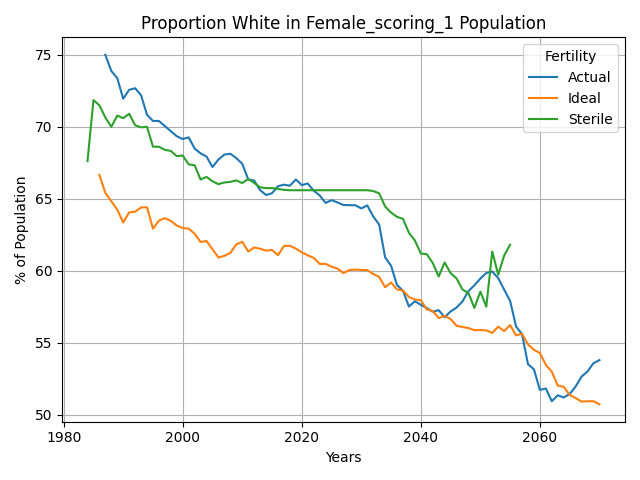 Proportion White in Female_scoring_1 Population
75
70
65
60
55
50
% of Population
Fertility
Actual
Ideal
Sterile
1980
2000
2020
2040
2060
Years